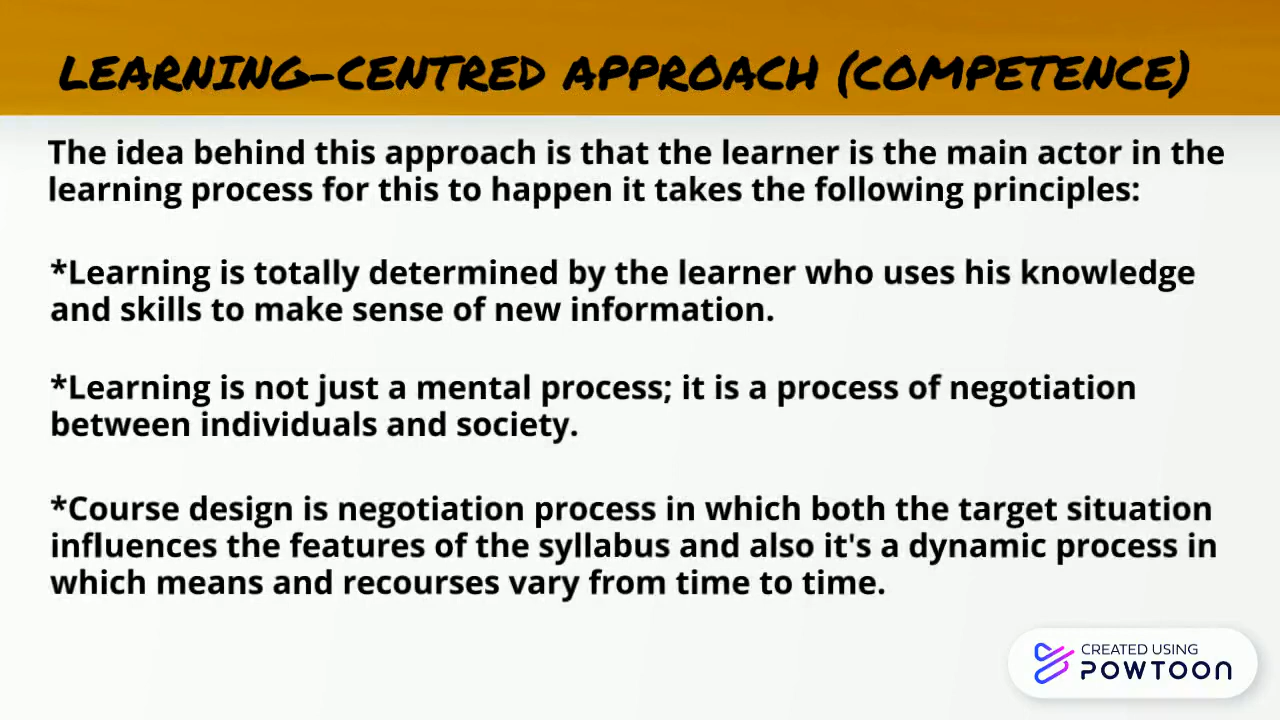 LEARNING-CENTRED APPROACH (COMPETENCE)
The idea behind this approach is that the learner is the main actor in the
learning process for this to happen it takes the following principles:
*Learning is totally determined by the learner who uses his knowledge
and skills to make sense of new information.
*Learning is not just a mental process; it is a process of negotiation
between individuals and society.
*Course design is negotiation process in which both the target situation
influences the features of the syllabus and also it's a dynamic process in
which means and recourses vary from time to time.
CREATED USING
POWTOON